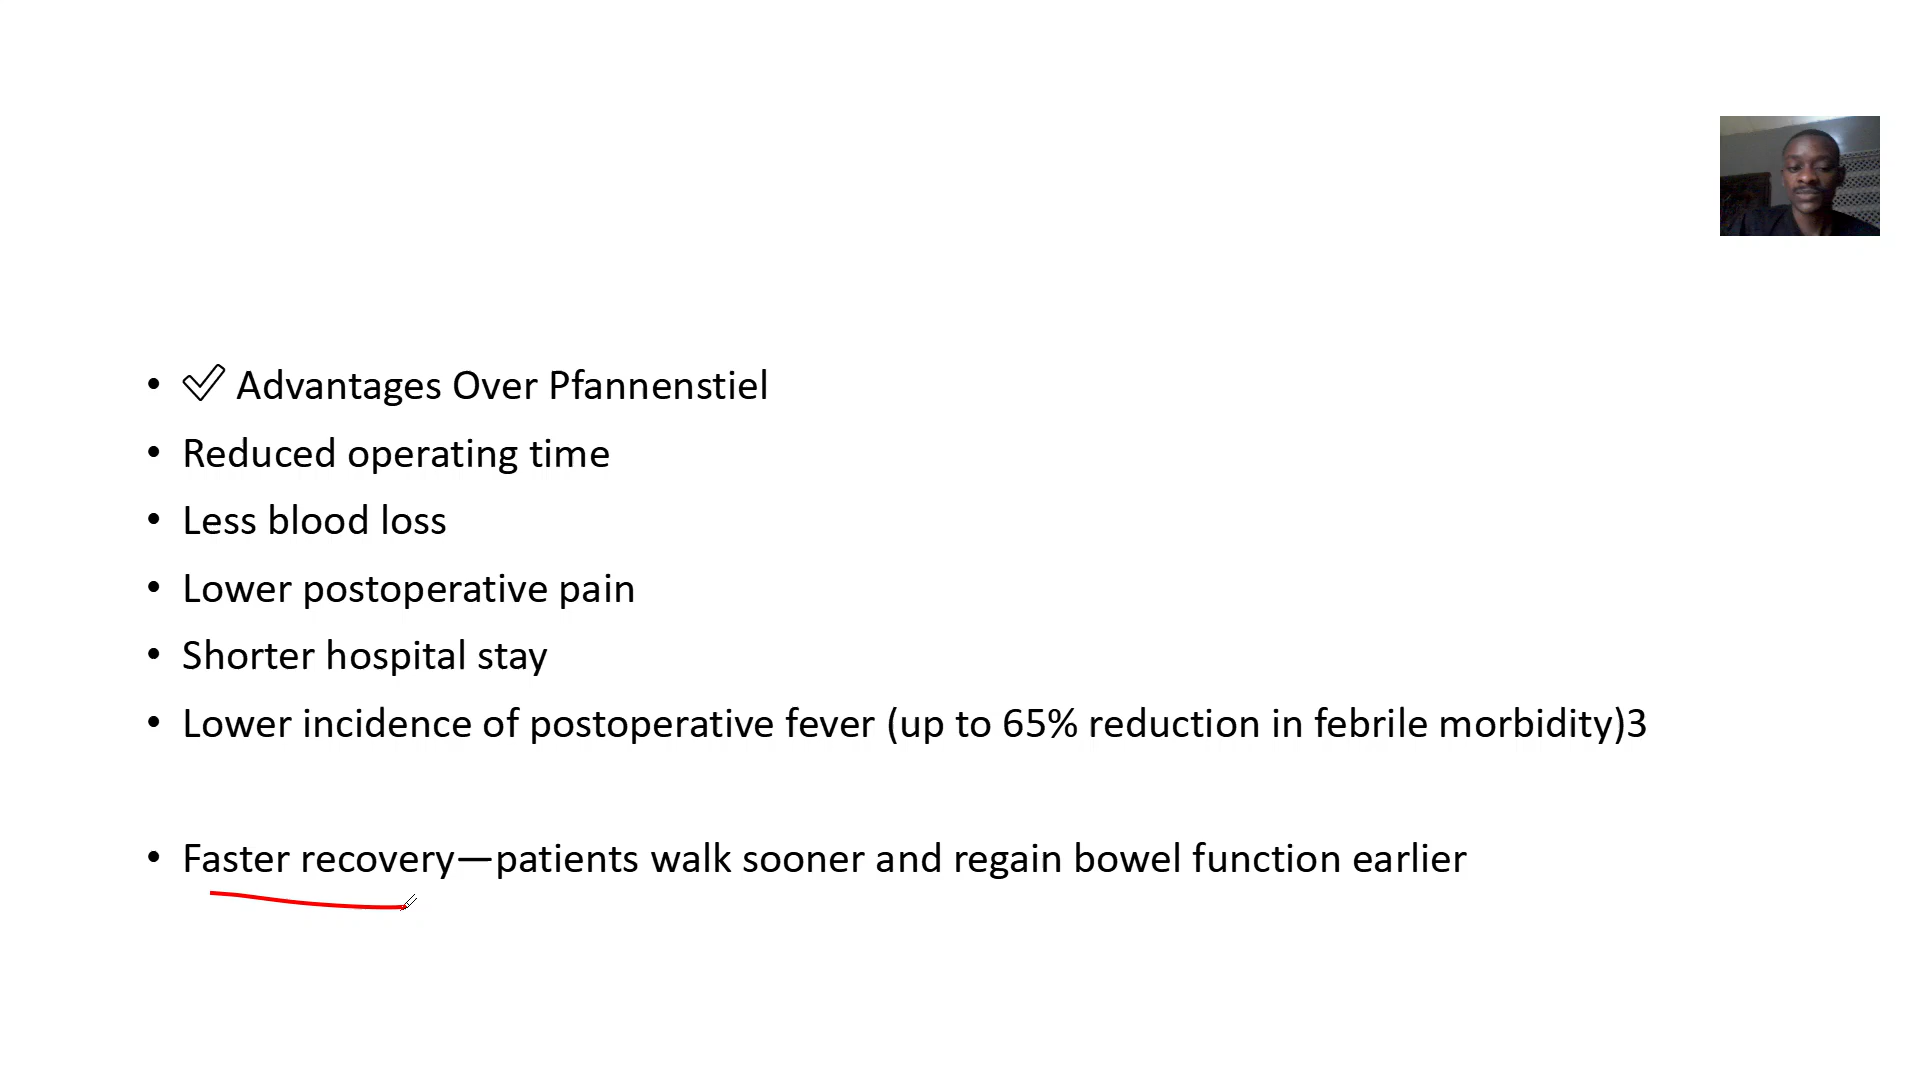 • ✓ Advantages Over Pfannenstiel
• Reduced operating time
• Less blood loss
• Lower postoperative pain
• Shorter hospital stay
• Lower incidence of postoperative fever (up to 65% reduction in febrile morbidity)3
• Faster recovery—patients walk sooner and regain bowel function earlier